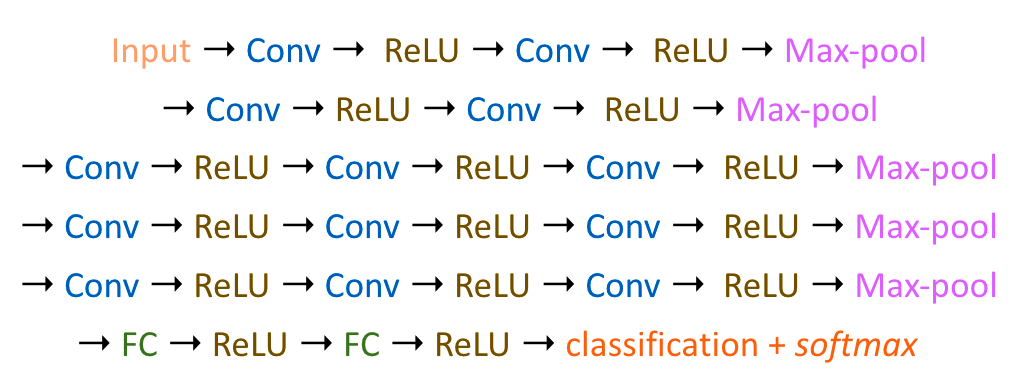 Input → Conv → ReLU → Conv → ReLU → Max-pool
→ Conv → ReLU → Conv → ReLU → Max-pool
→ Conv → ReLU → Conv → ReLU → Conv → ReLU → Max-pool
→ Conv → ReLU → Conv → ReLU → Conv → ReLU → Max-pool
→ Conv → ReLU → Conv → ReLU → Conv → ReLU → Max-pool
→ FC → ReLU → FC → ReLU → classification + softmax